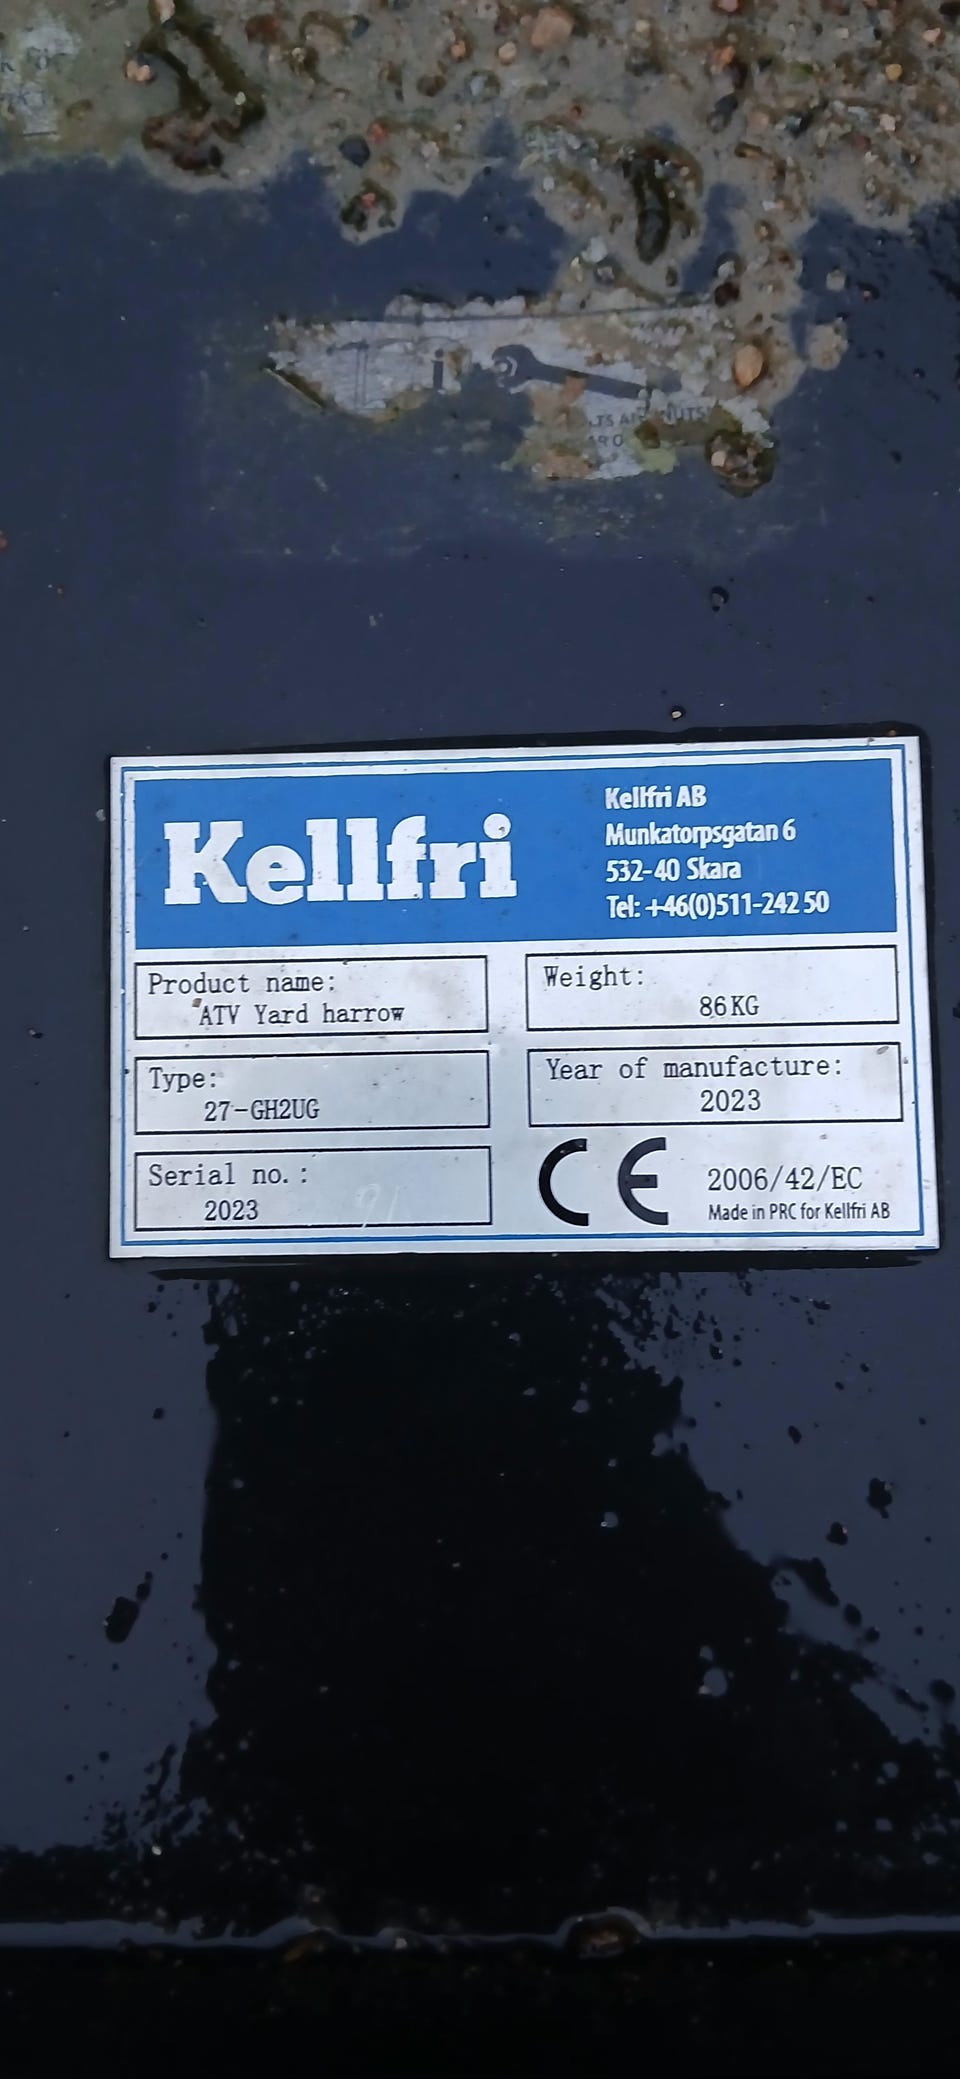 NUTS
Kellfri
Kellfri AB
Munkatorpsgatan 6
532-40 Skara
Tel: +46(0)511-242 50
Product name:
ATV Yard harrow
Weight:
86KG
Type:
27-GH2UG
Year of manufacture:
2023
Serial no.:
2023
CE
2006/42/EC
Made in PRC for Kellfri AB